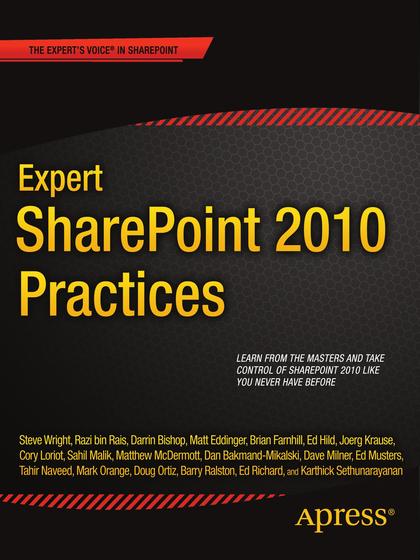 THE EXPERT'S VOICE® IN SHAREPOINT
Expert
SharePoint 2010
Practices
LEARN FROM THE MASTERS AND TAKE
CONTROL OF SHAREPOINT 2010 LIKE
YOU NEVER HAVE BEFORE
Steve Wright, Razi bin Rais, Darrin Bishop, Matt Eddinger, Brian Farnhill, Ed Hild, Joerg Krause,
Cory Loriot, Sahil Malik, Matthew McDermott, Dan Bakmand-Mikalski, Dave Milner, Ed Musters,
Tahir Naveed, Mark Orange, Doug Ortiz, Barry Ralston, Ed Richard, and Karthick Sethunarayanan
Apress®